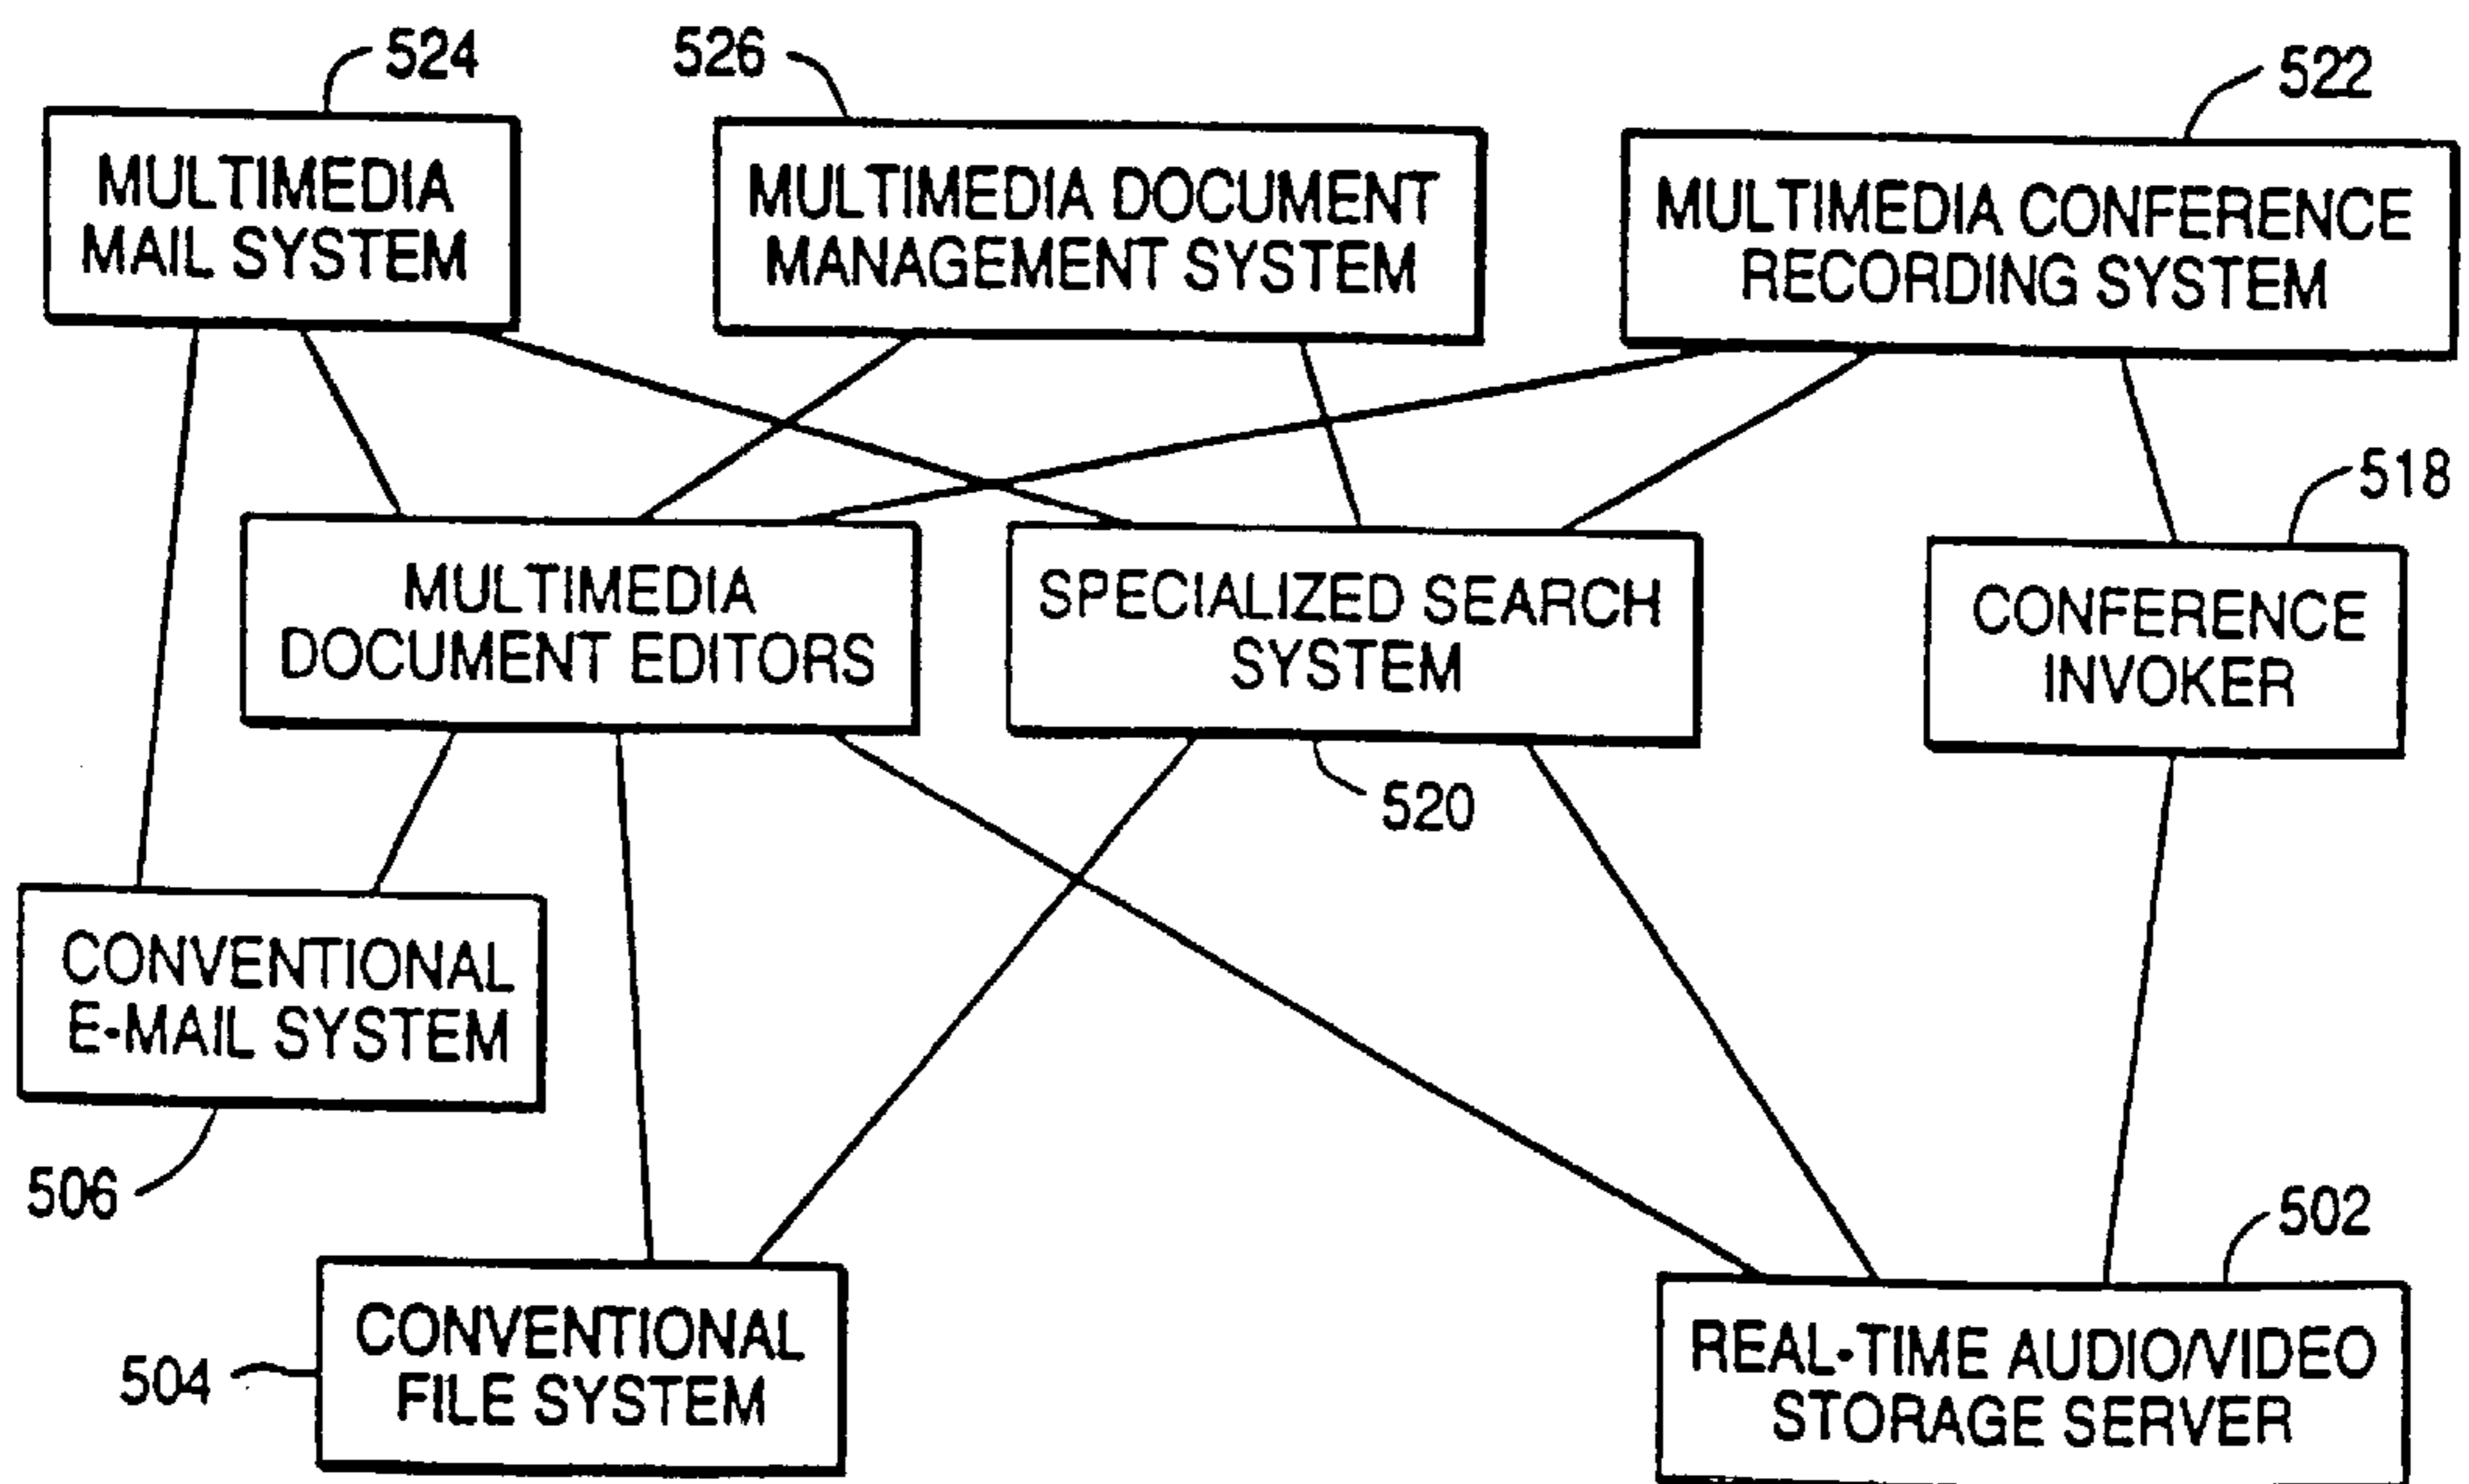 524
526
522
MULTIMEDIA
MAIL SYSTEM
MULTIMEDIA DOCUMENT
MANAGEMENT SYSTEM
MULTIMEDIA CONFERENCE
RECORDING SYSTEM
518
MULTIMEDIA
DOCUMENT EDITORS
SPECIALIZED SEARCH
SYSTEM
CONFERENCE
INVOKER
520
CONVENTIONAL
E-MAIL SYSTEM
506
502
504
CONVENTIONAL
FILE SYSTEM
REAL-TIME AUDIO/VIDEO
STORAGE SERVER